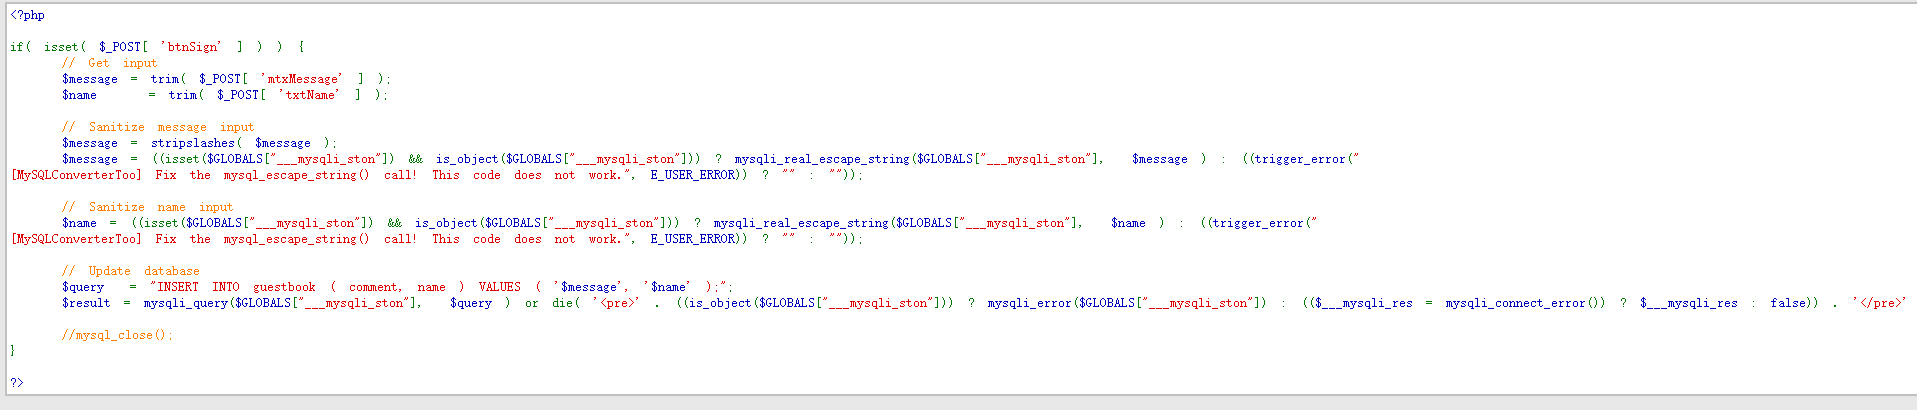 <?php
if( isset( $_POST[ 'btnSign' ] ) ) {
// Get input
$message = trim( $_POST[ 'mtxMessage' ] );
$name = trim( $_POST[ 'txtName' ] );
// Sanitize message input
$message = stripslashes( $message );
$message = ((isset($GLOBALS["___mysqli_ston"]) && is_object($GLOBALS["___mysqli_ston"])) ? mysqli_real_escape_string($GLOBALS["___mysqli_ston"], $message ) : ((trigger_error("
[MySQLConverterToo] Fix the mysql_escape_string() call! This code does not work.", E_USER_ERROR)) ? "" : ""));
// Sanitize name input
$name = ((isset($GLOBALS["___mysqli_ston"]) && is_object($GLOBALS["___mysqli_ston"])) ? mysqli_real_escape_string($GLOBALS["___mysqli_ston"], $name ) : ((trigger_error("
[MySQLConverterToo] Fix the mysql_escape_string() call! This code does not work.", E_USER_ERROR)) ? "" : ""));
// Update database
$query = "INSERT INTO guestbook ( comment, name ) VALUES ( '$message', '$name' );";
$result = mysqli_query($GLOBALS["___mysqli_ston"], $query ) or die( '<pre>' . ((is_object($GLOBALS["___mysqli_ston"])) ? mysqli_error($GLOBALS["___mysqli_ston"]) : (($___mysqli_res = mysqli_connect_error()) ? $___mysqli_res : false)) . '</pre>'
//mysql_close();
}
?>